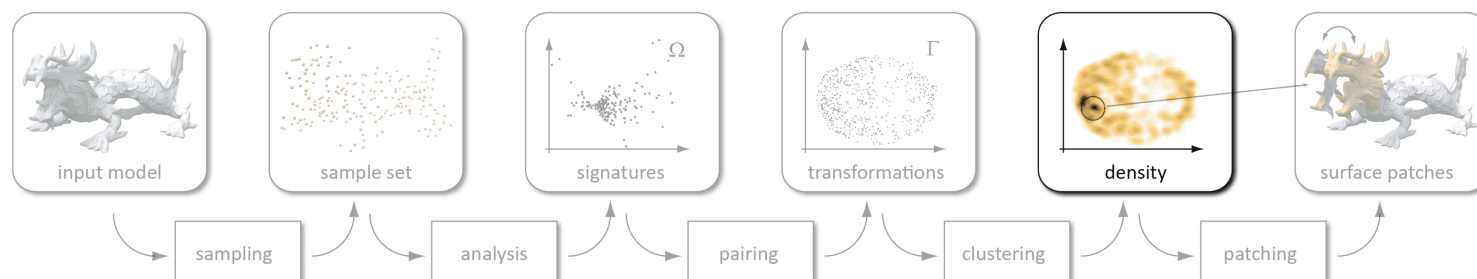 Ω
Γ
input model
sample set
signatures
transformations
density
surface patches
sampling
analysis
pairing
clustering
patching